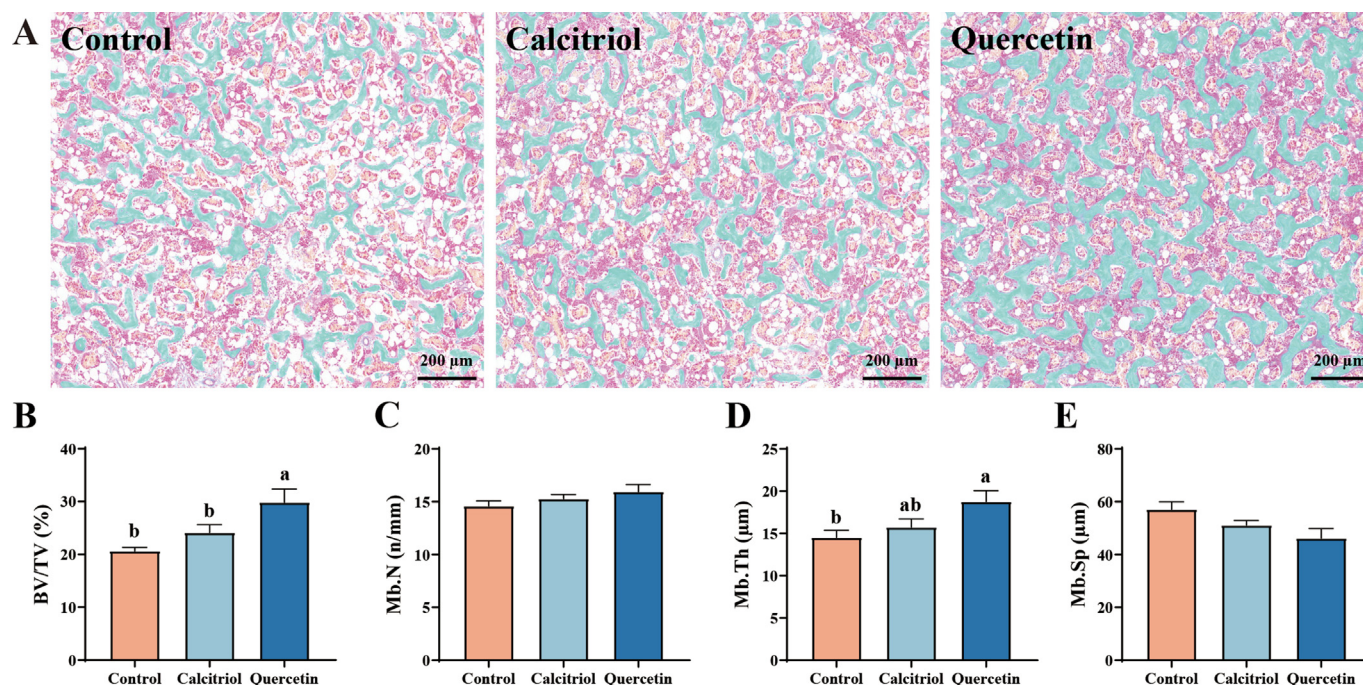 A
Control
Calcitriol
Quercetin
200 μm
200 μm
200 μm
B
BV/TV (%)
40
30
20
10
0
b
b
a
Control Calcitriol Quercetin
C
Mb.N (n/mm)
20
15
10
5
0
Control Calcitriol Quercetin
D
Mb.Th (μm)
25
20
15
10
5
0
b
ab
a
Control Calcitriol Quercetin
E
Mb.Sp (μm)
80
60
40
20
0
Control Calcitriol Quercetin